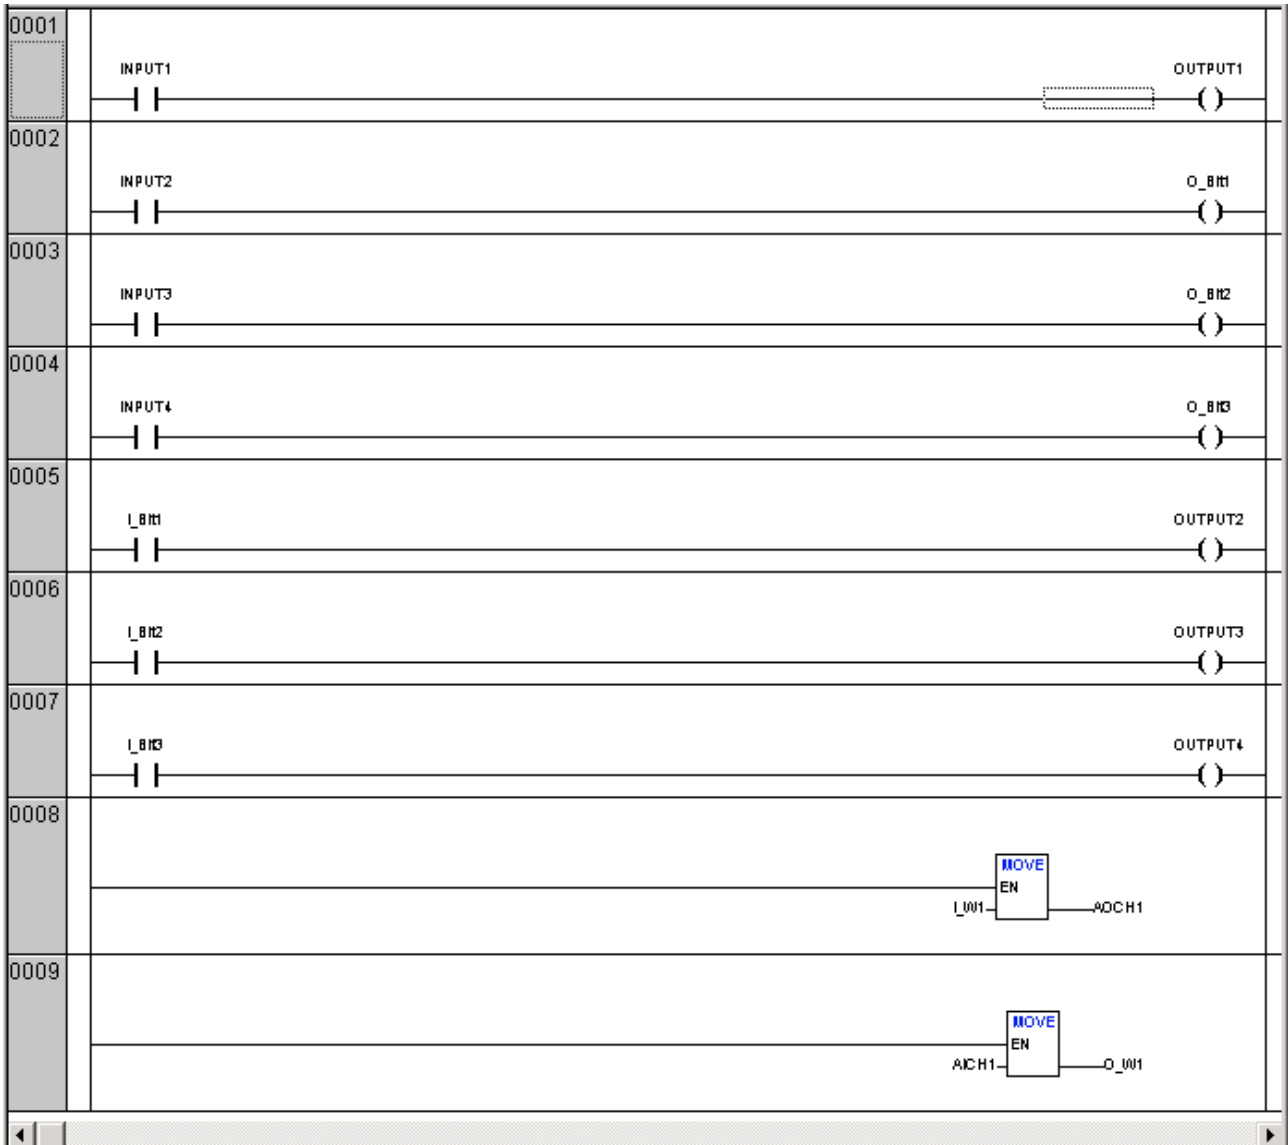 0001
INPUT1 OUTPUT1
0002
INPUT2 O_Bit1
0003
INPUT3 O_Bit2
0004
INPUT4 O_Bit3
0005
I_Bit1 OUTPUT2
0006
I_Bit2 OUTPUT3
0007
I_Bit3 OUTPUT4
0008
MOVE
EN
I_W1 AOCH1
0009
MOVE
EN
AICH1 O_W1